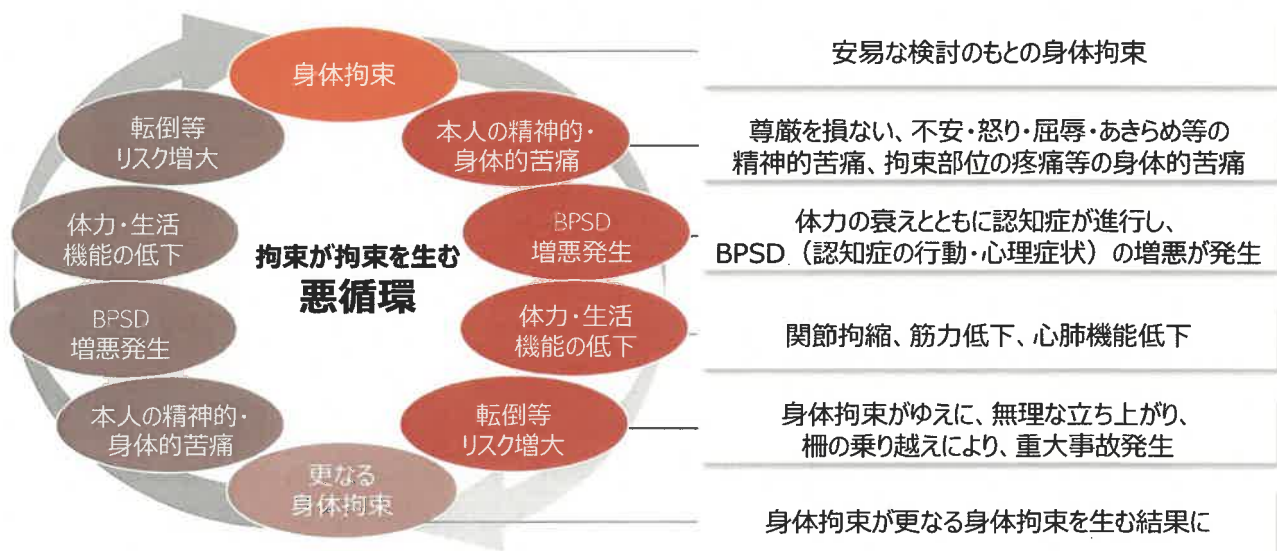 身体拘束
本人の精神的・
身体的苦痛
BPSD
増悪発生
体力・生活
機能の低下
転倒等
リスク増大
更なる
身体拘束
本人の精神的・
身体的苦痛
BPSD
増悪発生
体力・生活
機能の低下
転倒等
リスク増大
拘束が拘束を生む
悪循環
安易な検討のもとの身体拘束
尊厳を損ない、不安・怒り・屈辱・あきらめ等の
精神的苦痛、拘束部位の疼痛等の身体的苦痛
体力の衰えとともに認知症が進行し、
BPSD（認知症の行動・心理症状）の増悪が発生
関節拘縮、筋力低下、心肺機能低下
身体拘束がゆえに、無理な立ち上がり、
柵の乗り越えにより、重大事故発生
身体拘束が更なる身体拘束を生む結果に